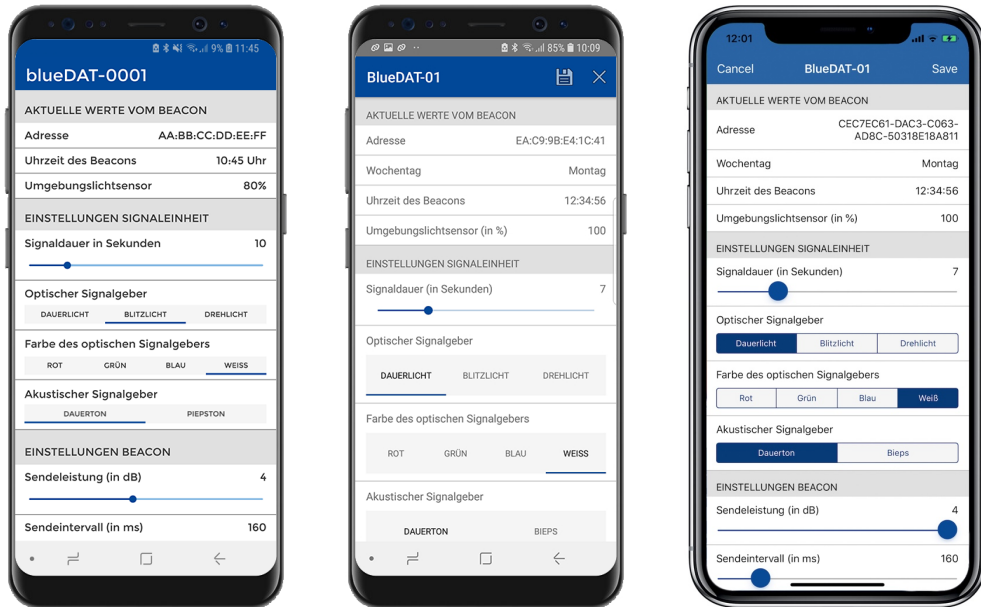 9% 11:45
blueDAT-0001
AKTUELLE WERTE VOM BEACON
Adresse AA:BB:CC:DD:EE:FF
Uhrzeit des Beacons 10:45 Uhr
Umgebungslichtsensor 80%
EINSTELLUNGEN SIGNALEINHEIT
Signaldauer in Sekunden 10
Optischer Signalgeber
DAUERLICHT BLITZLICHT DREHLICHT
Farbe des optischen Signalgebers
ROT GRÜN BLAU WEISS
Akustischer Signalgeber
DAUERTON PIEPSTON
EINSTELLUNGEN BEACON
Sendeleistung (in dB) 4
Sendeintervall (in ms) 160
85% 10:09
BlueDAT-01
AKTUELLE WERTE VOM BEACON
Adresse EA:C9:9B:E4:1C:41
Wochentag Montag
Uhrzeit des Beacons 12:34:56
Umgebungslichtsensor (in %) 100
EINSTELLUNGEN SIGNALEINHEIT
Signaldauer (in Sekunden) 7
Optischer Signalgeber
DAUERLICHT BLITZLICHT DREHLICHT
Farbe des optischen Signalgebers
ROT GRÜN BLAU WEISS
Akustischer Signalgeber
DAUERTON BIEPS
12:01
Cancel BlueDAT-01 Save
AKTUELLE WERTE VOM BEACON
Adresse CEC7EC61-DAC3-C063-
AD8C-50318E18A811
Wochentag Montag
Uhrzeit des Beacons 12:34:56
Umgebungslichtsensor (in %) 100
EINSTELLUNGEN SIGNALEINHEIT
Signaldauer (in Sekunden) 7
Optischer Signalgeber
Dauerlicht Blitzlicht Drehlicht
Farbe des optischen Signalgebers
Rot Grün Blau Weiß
Akustischer Signalgeber
Dauerton Bieps
EINSTELLUNGEN BEACON
Sendeleistung (in dB) 4
Sendeintervall (in ms) 160